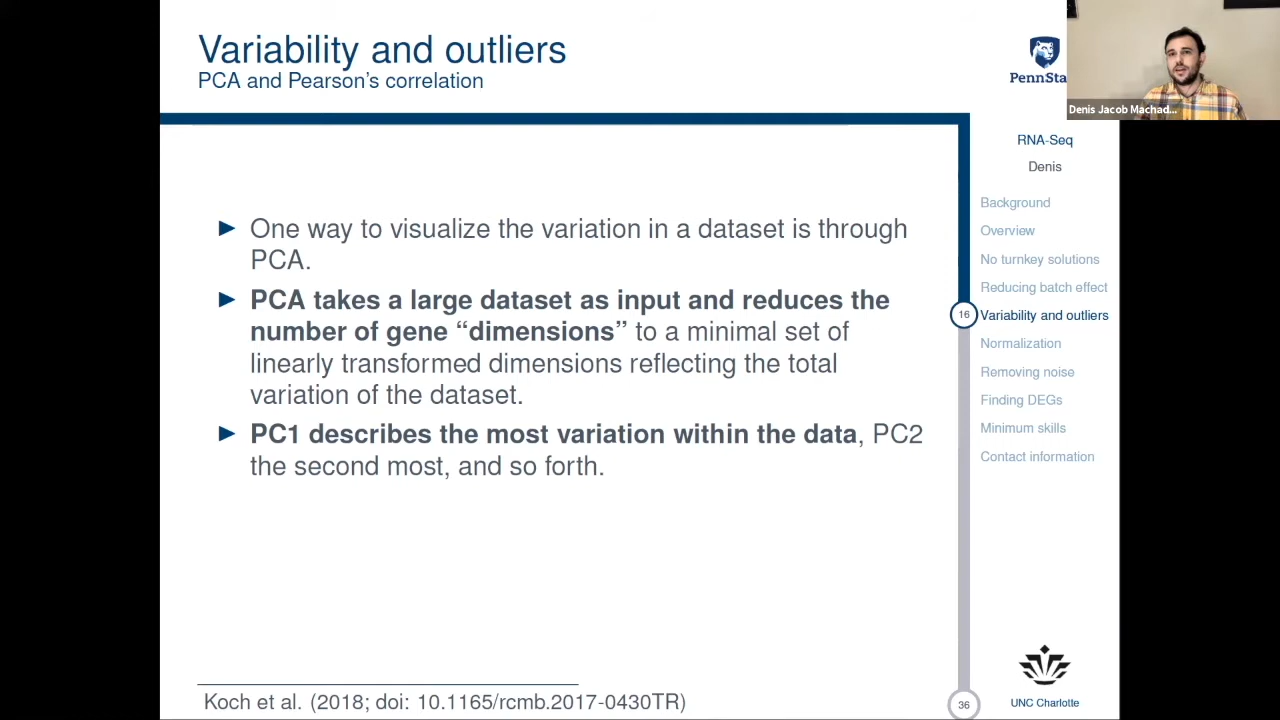 Variability and outliers
PCA and Pearson's correlation
PennSta
Denis Jacob Machad...
RNA-Seq
Denis
Background
Overview
No turnkey solutions
Reducing batch effect
16
Variability and outliers
Normalization
Removing noise
Finding DEGs
Minimum skills
Contact information
► One way to visualize the variation in a dataset is through
PCA.
► PCA takes a large dataset as input and reduces the
number of gene “dimensions” to a minimal set of
linearly transformed dimensions reflecting the total
variation of the dataset.
► PC1 describes the most variation within the data, PC2
the second most, and so forth.
Koch et al. (2018; doi: 10.1165/rcmb.2017-0430TR)
36
UNC Charlotte